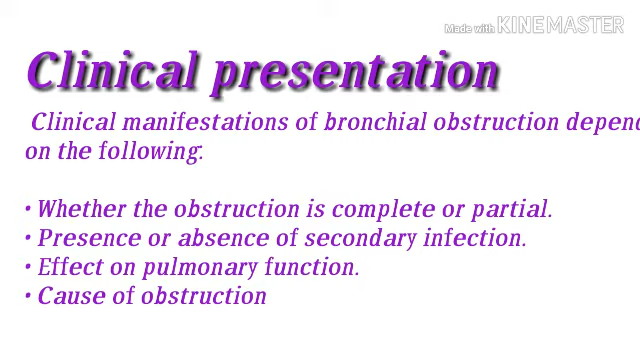 Made with KINEMASTER
Clinical presentation
Clinical manifestations of bronchial obstruction depend
on the following:
• Whether the obstruction is complete or partial.
• Presence or absence of secondary infection.
• Effect on pulmonary function.
• Cause of obstruction